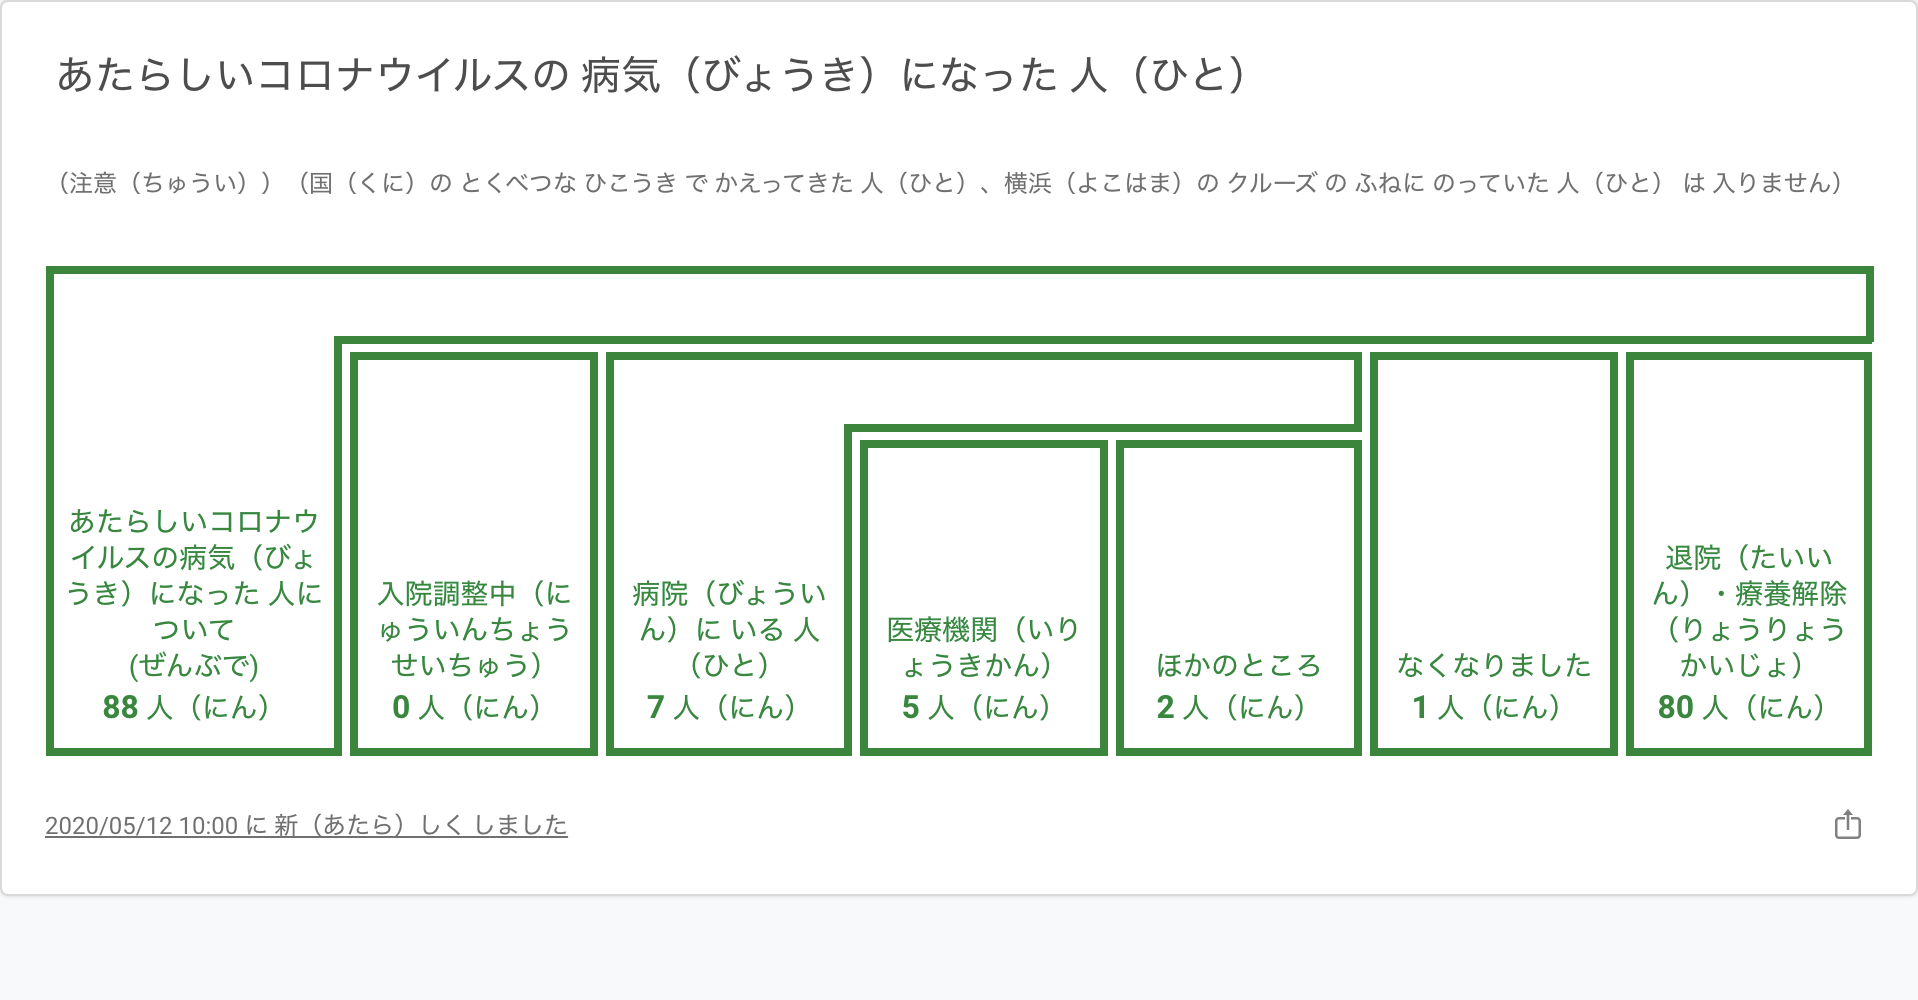 あたらしいコロナウイルスの 病気（びょうき）になった 人（ひと）
（注意（ちゅうい））（国（くに）の とくべつな ひこうき で かえってきた 人（ひと）、横浜（よこはま）の クルーズ の ふねに のっていた 人（ひと） は 入りません）
あたらしいコロナウ
イルスの病気（びょ
うき）になった 人に
ついて
(ぜんぶで)
88 人（にん）
入院調整中（に
ゅういんちょう
せいちゅう）
0 人（にん）
病院（びょうい
ん）に いる 人
（ひと）
7 人（にん）
医療機関（いり
ょうきかん）
5 人（にん）
ほかのところ
2 人（にん）
なくなりました
1 人（にん）
退院（たいい
ん）・療養解除
（りょうりょう
かいじょ）
80 人（にん）
2020/05/12 10:00 に 新（あたら）しく しました